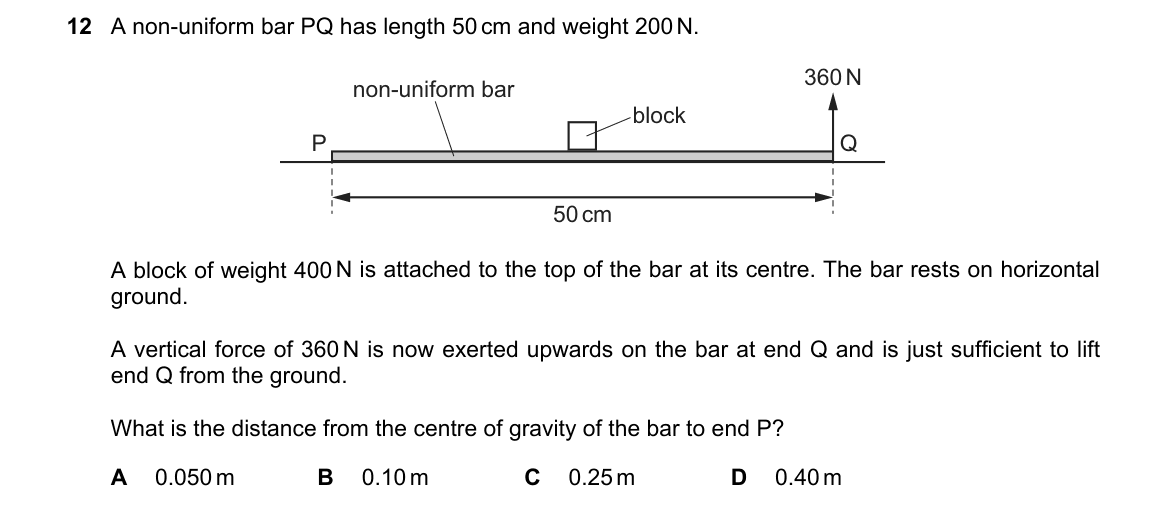 12 A non-uniform bar PQ has length 50 cm and weight 200 N.
360 N
non-uniform bar
block
P
Q
50 cm
A block of weight 400 N is attached to the top of the bar at its centre. The bar rests on horizontal
ground.
A vertical force of 360 N is now exerted upwards on the bar at end Q and is just sufficient to lift
end Q from the ground.
What is the distance from the centre of gravity of the bar to end P?
A 0.050 m B 0.10 m C 0.25 m D 0.40 m